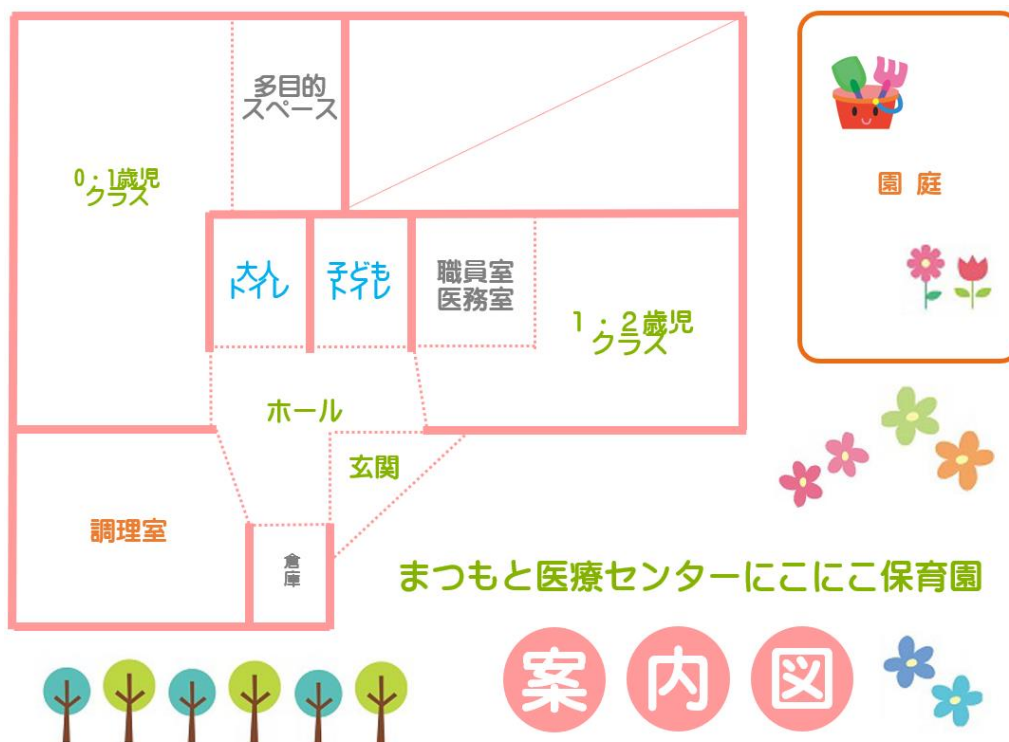 多目的
スペース
0・1歳児
クラス
園 庭
大人
トイレ
子ども
トイレ
職員室
医務室
1・2歳児
クラス
ホール
玄関
調理室
倉庫
まつもと医療センターにこにこ保育園
案内図